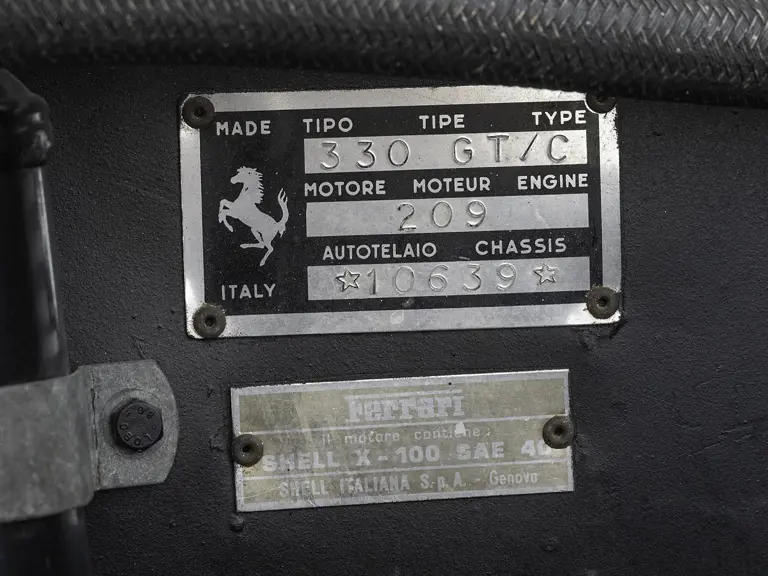 MADE TIPO TIPE TYPE
330 GT/C
MOTORE MOTEUR ENGINE
209
AUTOTELAIO CHASSIS
ITALY ☆10639☆
Ferrari
il motore contiene:
SHELL X-100 SAE 40
SHELL ITALIANA S.p.A. - Genova